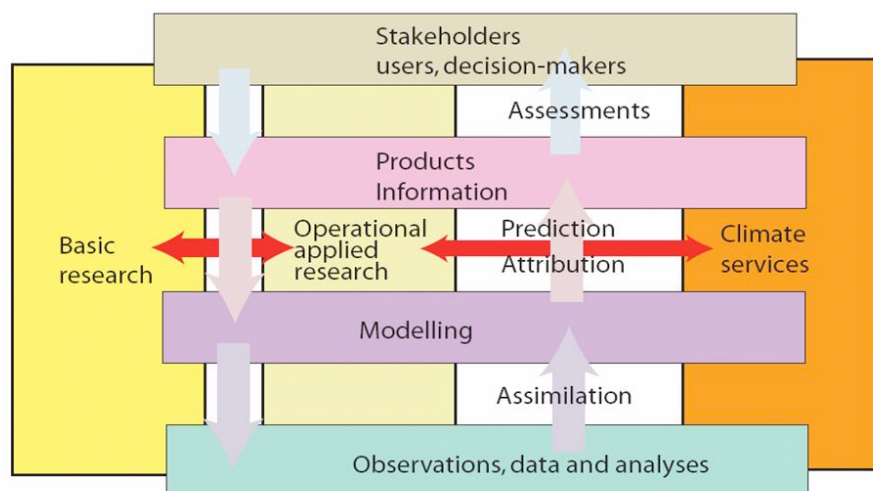 Stakeholders
users, decision-makers
Assessments
Products
Information
Basic
research
Operational
applied
research
Prediction
Attribution
Climate
services
Modelling
Assimilation
Observations, data and analyses